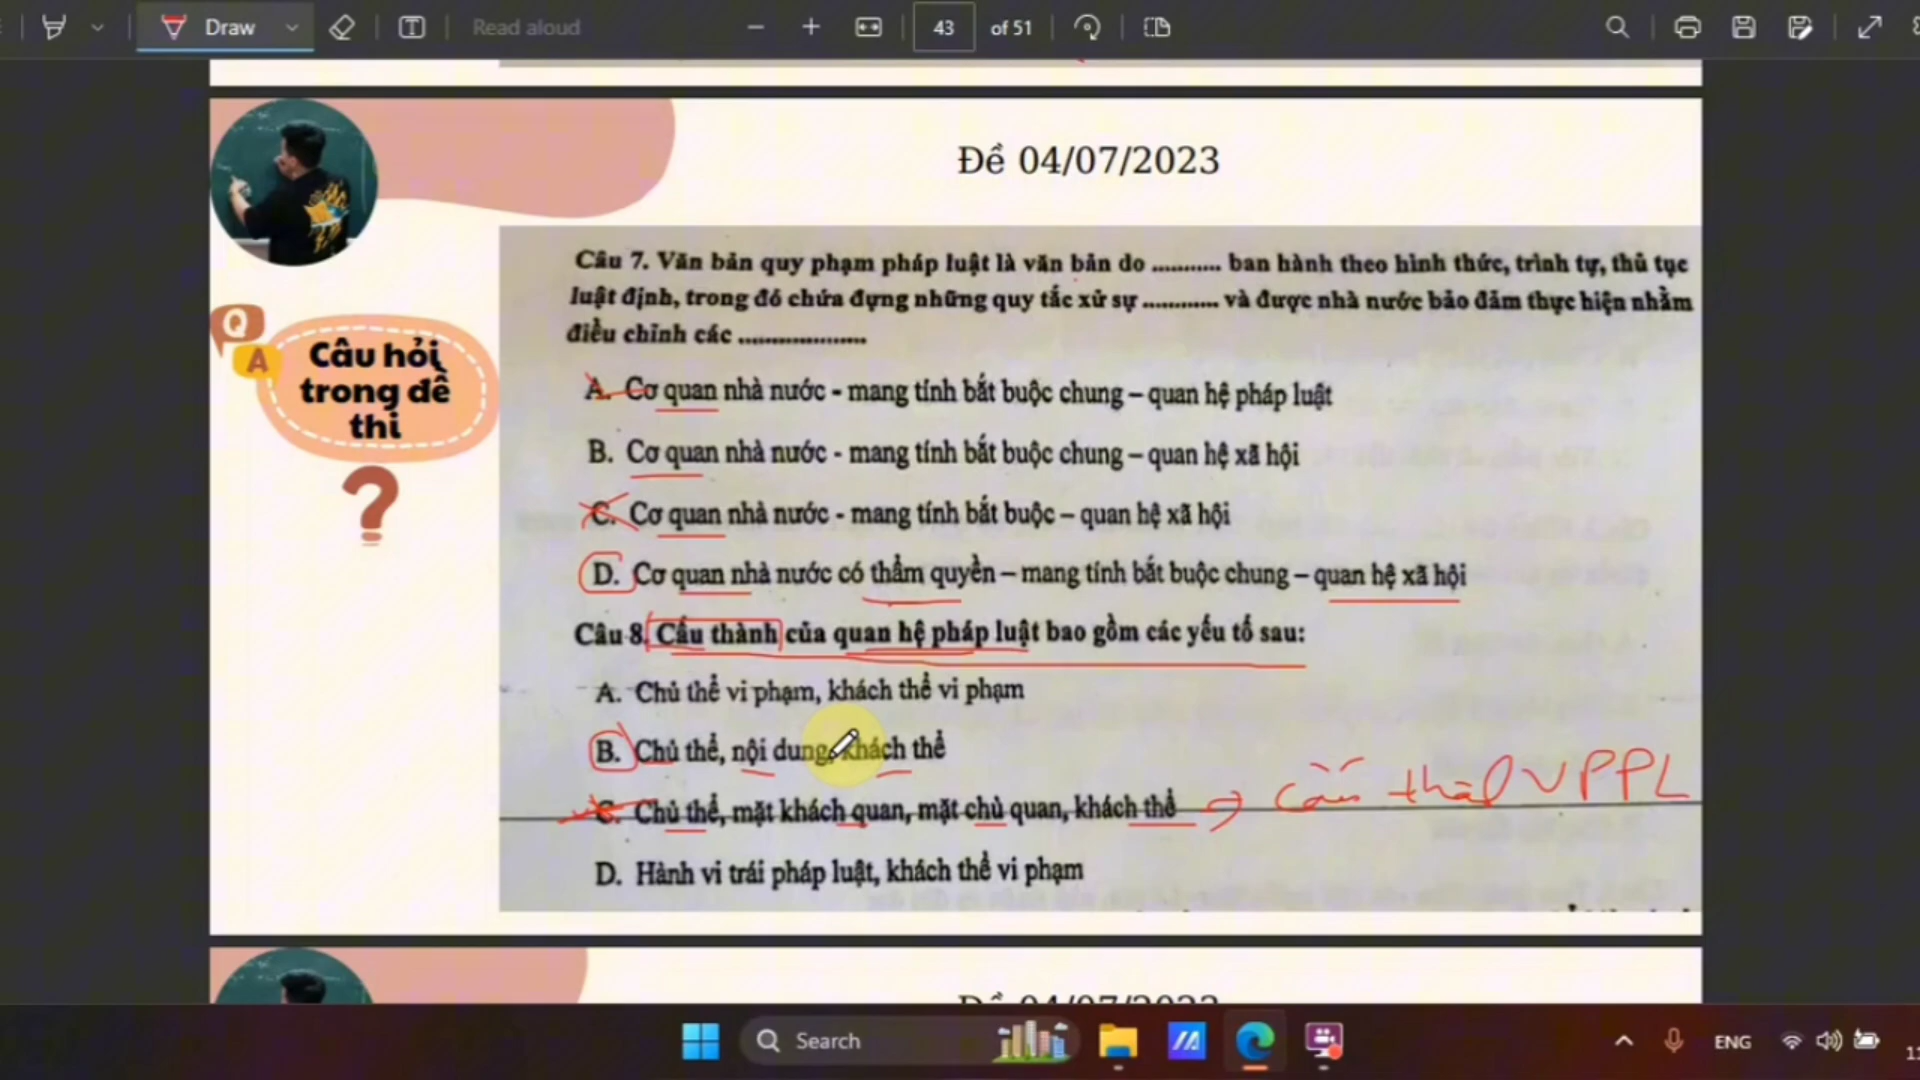 Draw
Read aloud
43
of 51
Đề 04/07/2023
Q
A
Câu hỏi
trong đề
thi
?
Câu 7. Văn bản quy phạm pháp luật là văn bản do ........... ban hành theo hình thức, trình tự, thủ tục
luật định, trong đó chứa đựng những quy tắc xử sự ............ và được nhà nước bảo đảm thực hiện nhằm
điều chỉnh các ....................
A. Cơ quan nhà nước - mang tính bắt buộc chung – quan hệ pháp luật
B. Cơ quan nhà nước - mang tính bắt buộc chung – quan hệ xã hội
C. Cơ quan nhà nước - mang tính bắt buộc – quan hệ xã hội
D. Cơ quan nhà nước có thẩm quyền – mang tính bắt buộc chung – quan hệ xã hội
Câu 8. Cấu thành của quan hệ pháp luật bao gồm các yếu tố sau:
A. Chủ thể vi phạm, khách thể vi phạm
B. Chủ thể, nội dung, khách thể
C. Chủ thể, mặt khách quan, mặt chủ quan, khách thể
VPPL
D. Hành vi trái pháp luật, khách thể vi phạm
Đề 04/07/2023
Search
ENG